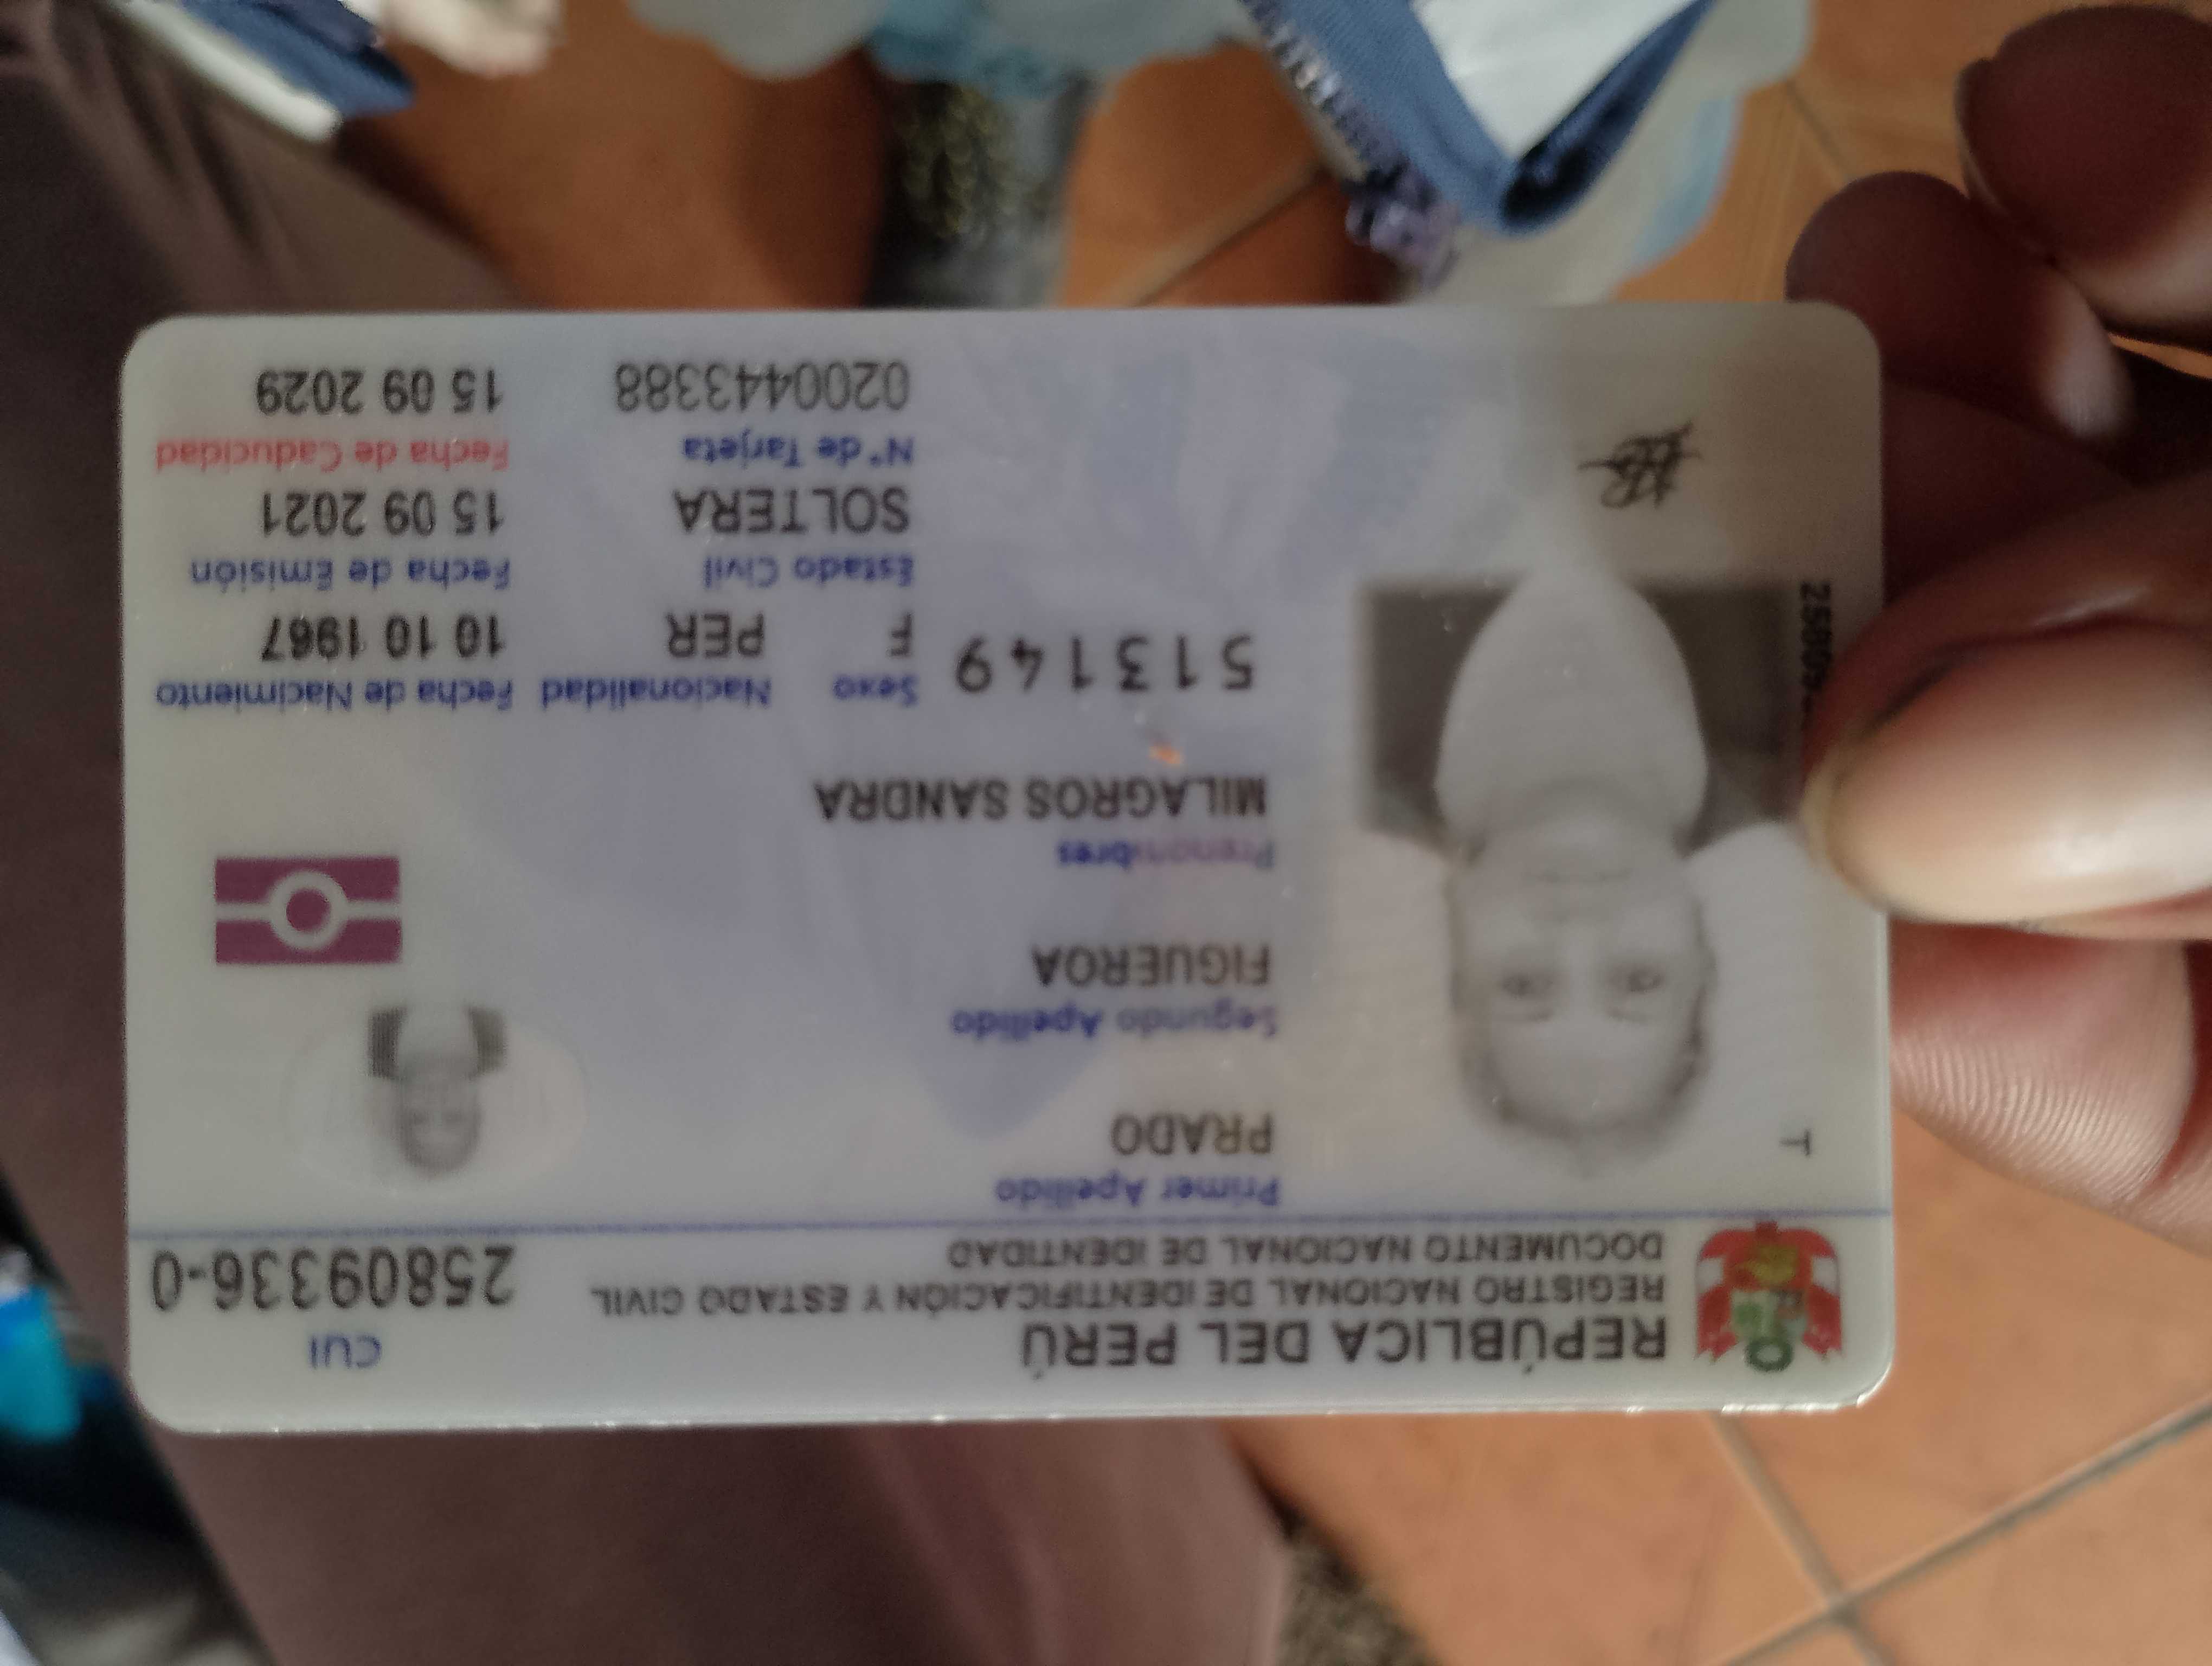 REPÚBLICA DEL PERÚ
REGISTRO NACIONAL DE IDENTIFICACIÓN Y ESTADO CIVIL
DOCUMENTO NACIONAL DE IDENTIDAD
CUI
25809336-0
Primer Apellido
PRADO
Segundo Apellido
FIGUEROA
Prenombres
MILAGROS SANDRA
Sexo Nacionalidad Fecha de Nacimiento
513149 F PER 10 10 1967
Estado Civil Fecha de Emisión
SOLTERA 15 09 2021
N° de Tarjeta Fecha de Caducidad
0200443388 15 09 2029
T